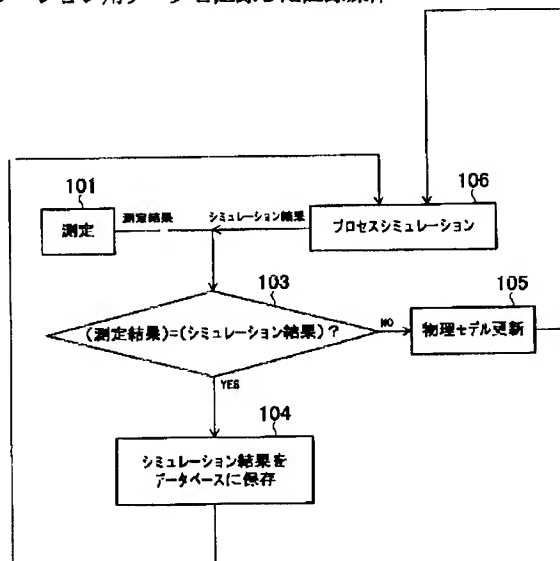 101
測定
測定結果
シミュレーション結果
106
プロセスシミュレーション
103
(測定結果)=(シミュレーション結果)?
NO
105
物理モデル更新
YES
104
シミュレーション結果を
データベースに保存